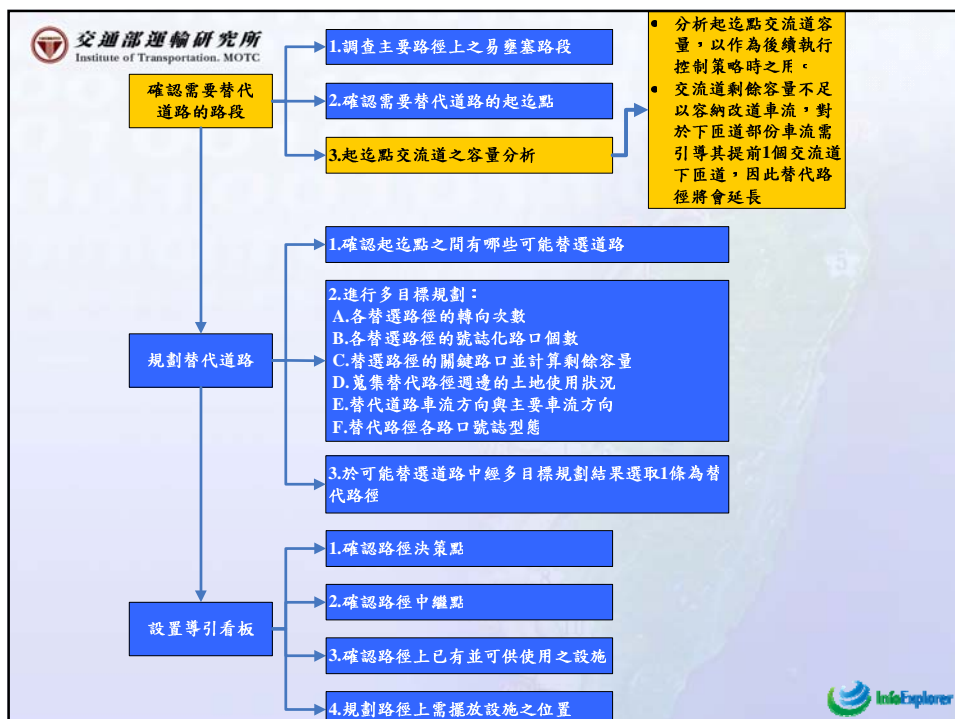 交通部運輸研究所
Institute of Transportation. MOTC
確認需要替代
道路的路段
1.調查主要路徑上之易壅塞路段
2.確認需要替代道路的起迄點
3.起迄點交流道之容量分析
• 分析起迄點交流道容
量，以作為後續執行
控制策略時之用。
• 交流道剩餘容量不足
以容納改道車流，對
於下匝道部份車流需
引導其提前1個交流道
下匝道，因此替代路
徑將會延長
規劃替代道路
1.確認起迄點之間有哪些可能替選道路
2.進行多目標規劃：
A.各替選路徑的轉向次數
B.各替選路徑的號誌化路口個數
C.替選路徑的關鍵路口並計算剩餘容量
D.蒐集替代路徑週邊的土地使用狀況
E.替代道路車流方向與主要車流方向
F.替代路徑各路口號誌型態
3.於可能替選道路中經多目標規劃結果選取1條為替
代路徑
設置導引看板
1.確認路徑決策點
2.確認路徑中繼點
3.確認路徑上已有並可供使用之設施
4.規劃路徑上需擺放設施之位置
InfoExplorer